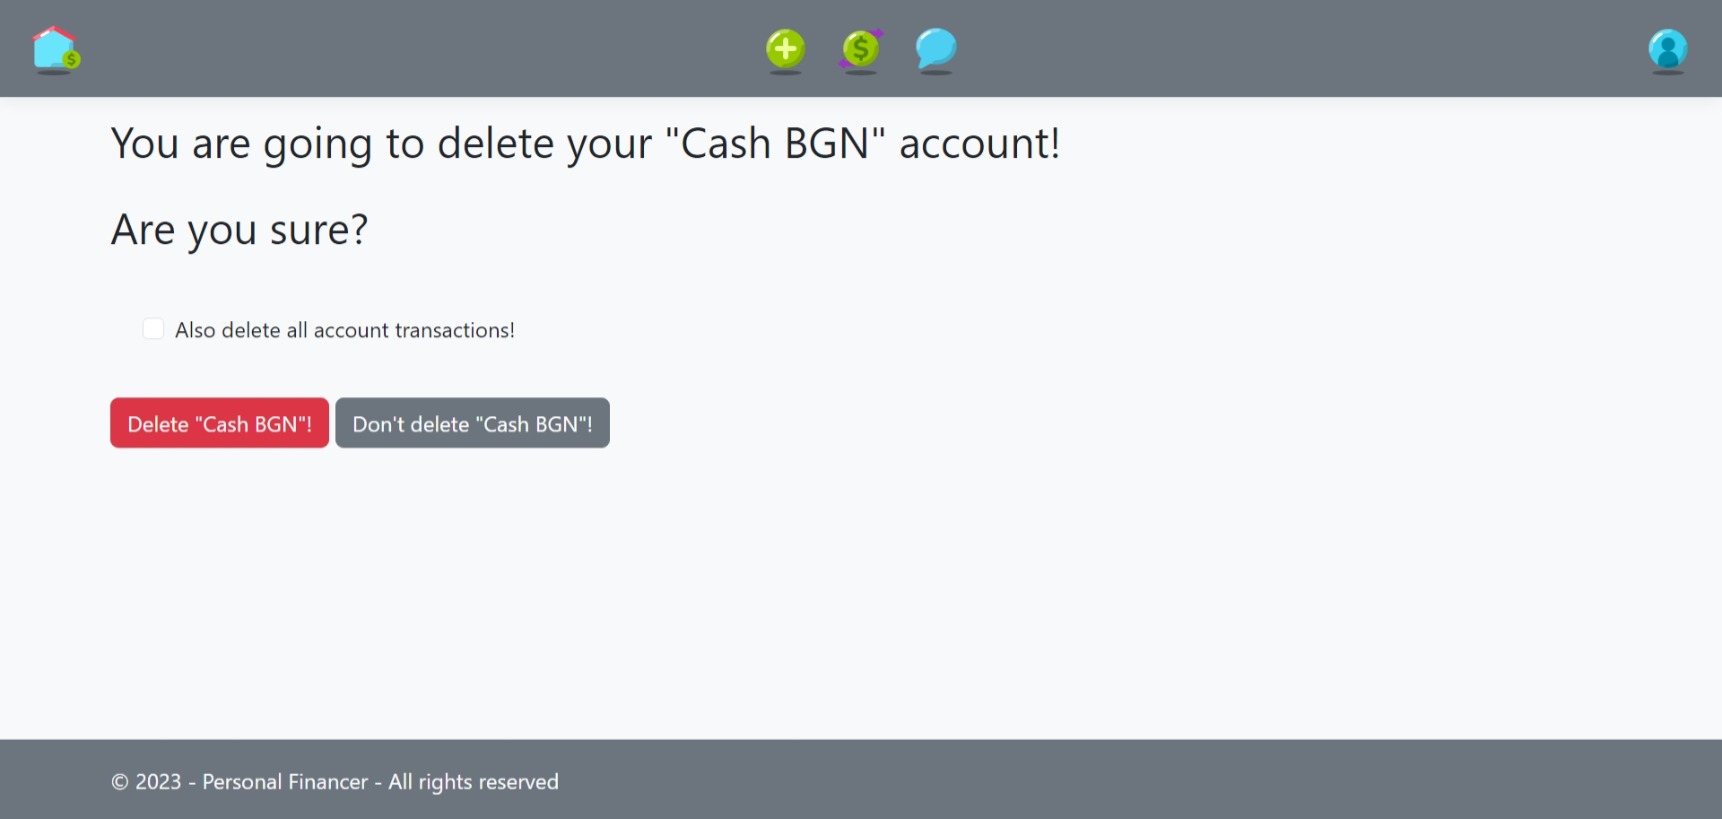 You are going to delete your "Cash BGN" account!
Are you sure?
Also delete all account transactions!
Delete "Cash BGN"! Don't delete "Cash BGN"!
© 2023 - Personal Financer - All rights reserved